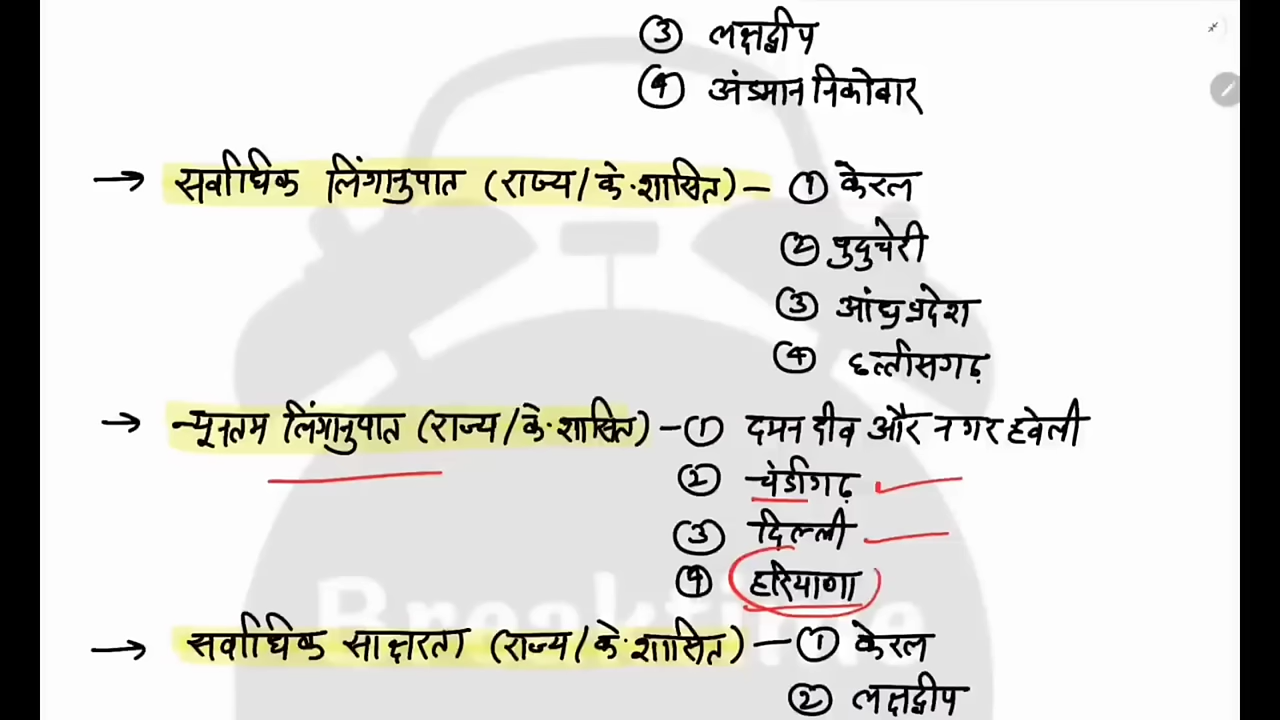 ③ लक्षद्वीप
④ अंडमान निकोबार
→ सर्वाधिक लिंगानुपात (राज्य/के.शासित) – ① केरल
② पुदुचेरी
③ आंध्रप्रदेश
④ छत्तीसगढ़
→ न्यूनतम लिंगानुपात (राज्य/के.शासित) – ① दमन दीव और नगर हवेली
② चंडीगढ़
③ दिल्ली
④ हरियाणा
Breaktime
→ सर्वाधिक साक्षरता (राज्य/के.शासित) – ① केरल
② लक्षद्वीप